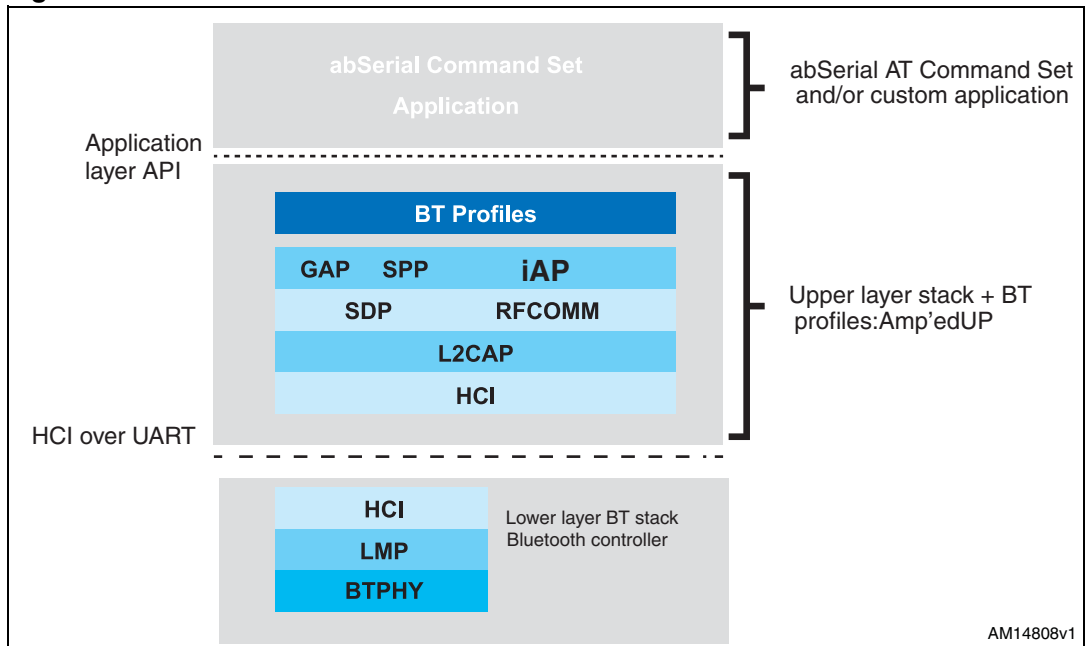 abSerial Command Set
Application
abSerial AT Command Set
and/or custom application
Application
layer API
BT Profiles
GAP SPP iAP
SDP RFCOMM
L2CAP
HCI
Upper layer stack + BT
profiles:Amp'edUP
HCI over UART
HCI
LMP
BTPHY
Lower layer BT stack
Bluetooth controller
AM14808v1